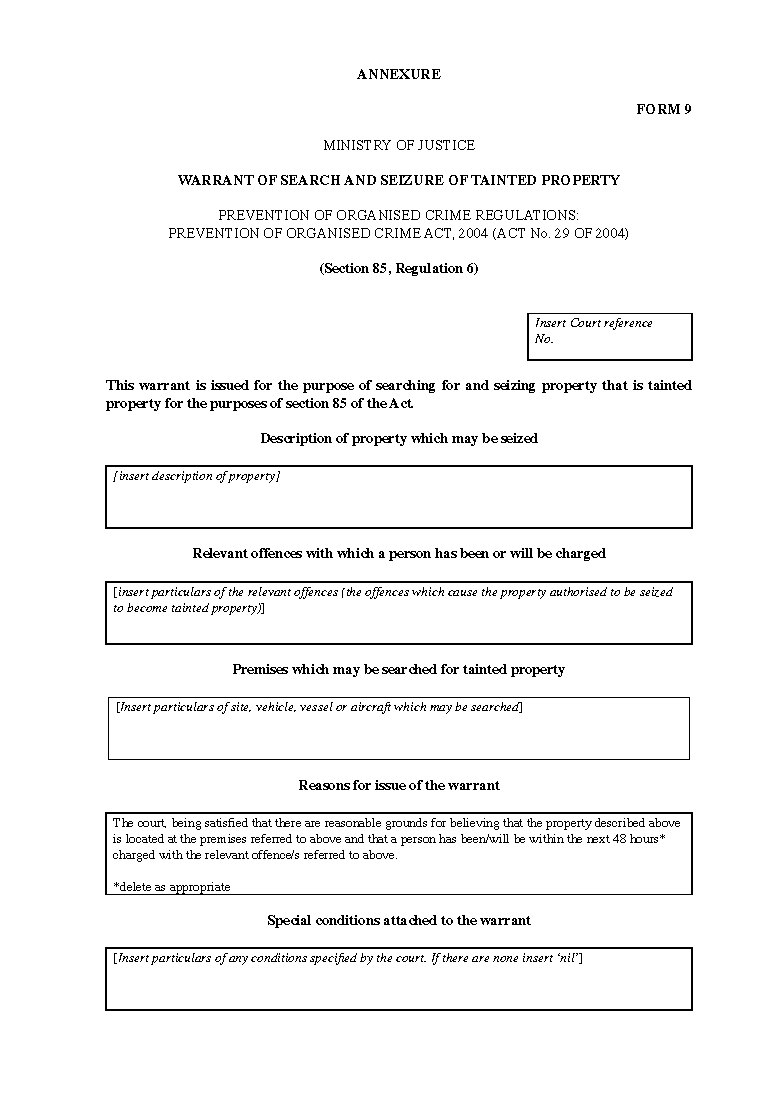 ANNEXURE
FORM 9
MINISTRY OF JUSTICE
WARRANT OF SEARCH AND SEIZURE OF TAINTED PROPERTY
PREVENTION OF ORGANISED CRIME REGULATIONS:
PREVENTION OF ORGANISED CRIME ACT, 2004 (ACT No. 29 OF 2004)
(Section 85, Regulation 6)
Insert Court reference
No.
This warrant is issued for the purpose of searching for and seizing property that is tainted
property for the purposes of section 85 of the Act.
Description of property which may be seized
[insert description of property]
Relevant offences with which a person has been or will be charged
[insert particulars of the relevant offences (the offences which cause the property authorised to be seized
to become tainted property)]
Premises which may be searched for tainted property
[Insert particulars of site, vehicle, vessel or aircraft which may be searched]
Reasons for issue of the warrant
The court, being satisfied that there are reasonable grounds for believing that the property described above
is located at the premises referred to above and that a person has been/will be within the next 48 hours*
charged with the relevant offence/s referred to above.
*delete as appropriate
Special conditions attached to the warrant
[Insert particulars of any conditions specified by the court. If there are none insert ‘nil’]